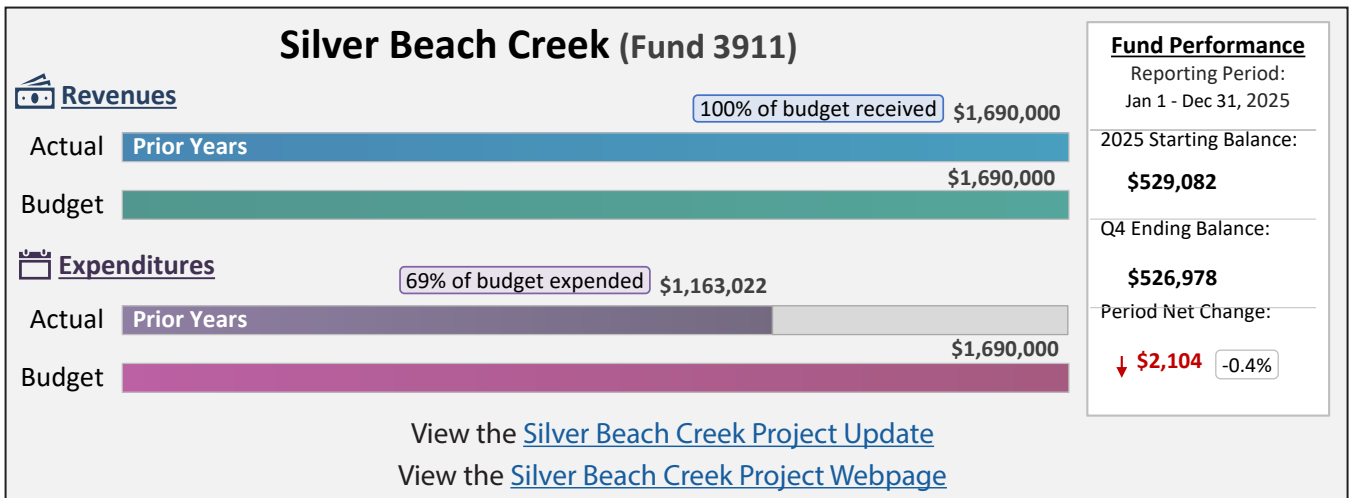 Silver Beach Creek (Fund 3911)
Revenues
100% of budget received $1,690,000
Actual Prior Years
$1,690,000
Budget
Expenditures
69% of budget expended $1,163,022
Actual Prior Years
$1,690,000
Budget
View the Silver Beach Creek Project Update
View the Silver Beach Creek Project Webpage
Fund Performance
Reporting Period:
Jan 1 - Dec 31, 2025
2025 Starting Balance:
$529,082
Q4 Ending Balance:
$526,978
Period Net Change:
↓ $2,104 -0.4%